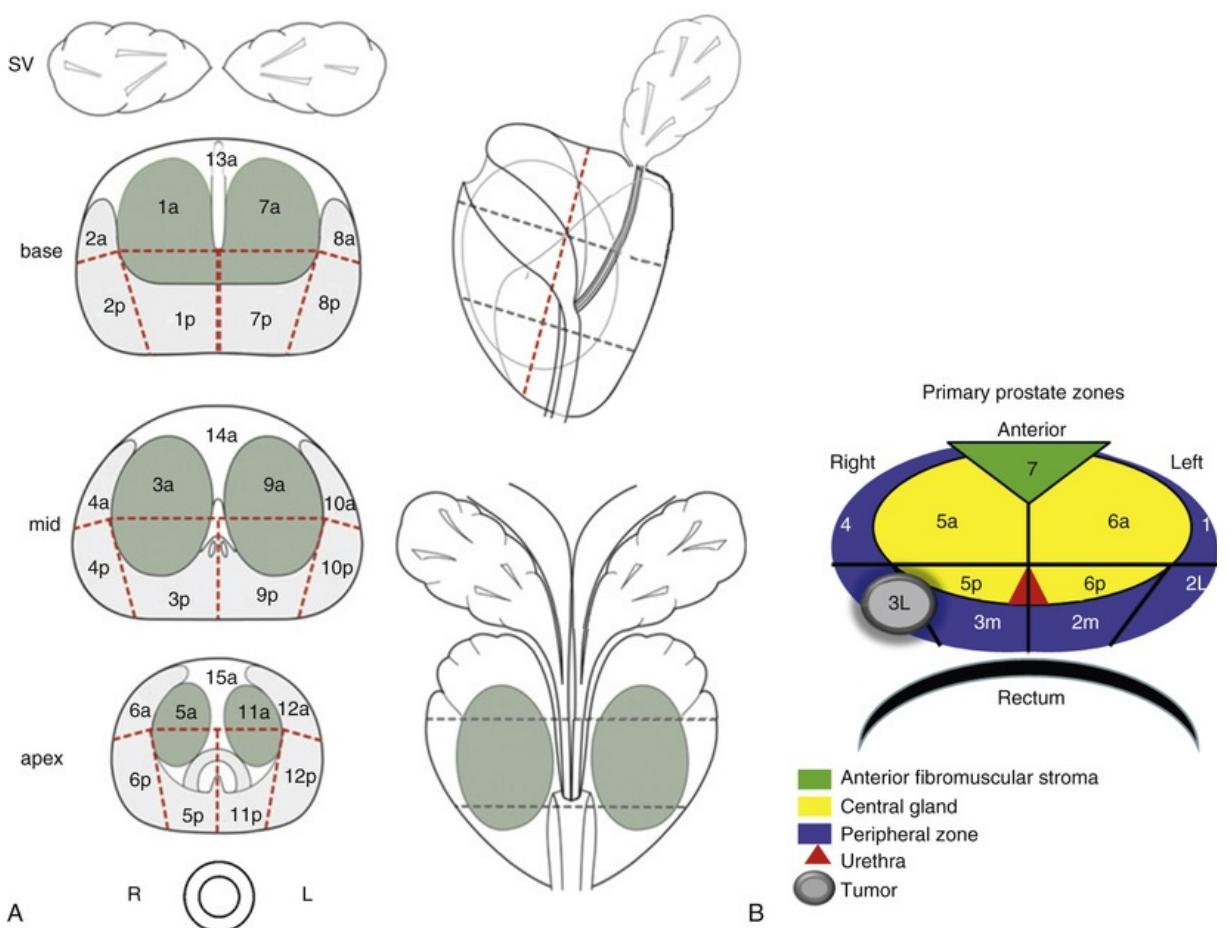 SV
13a
1a 7a
2a 8a
base
2p 8p
1p 7p
14a
3a 9a
4a 10a
mid
4p 10p
3p 9p
15a
6a 5a 11a 12a
apex
6p 12p
5p 11p
R L
A
Primary prostate zones
Anterior
Right Left
7
4 5a 6a 1
5p 6p 2L
3L
3m 2m
Rectum
Anterior fibromuscular stroma
Central gland
Peripheral zone
Urethra
Tumor
B